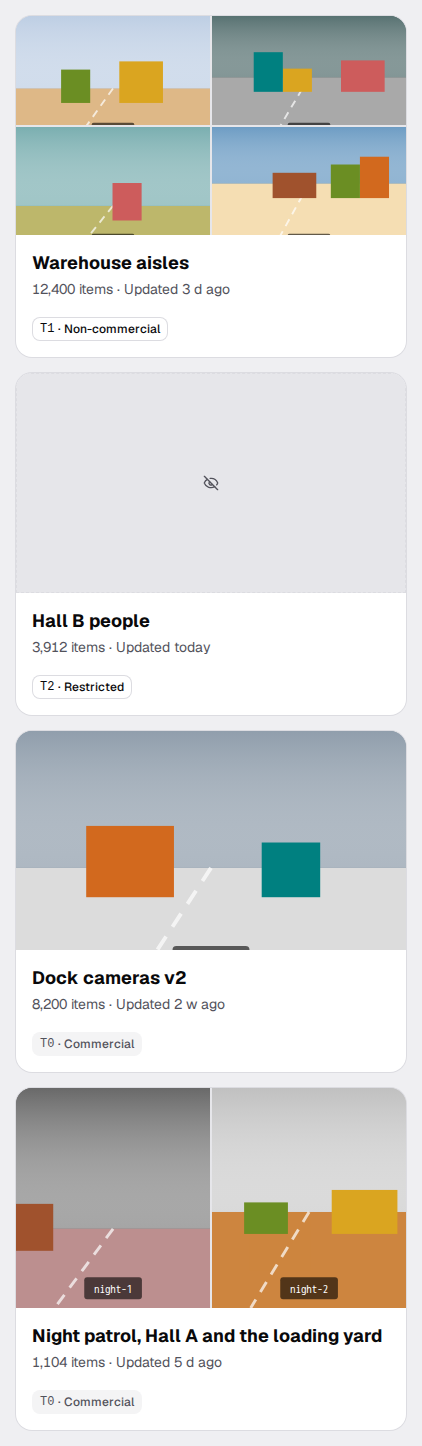 Warehouse aisles
12,400 items · Updated 3 d ago
T1 · Non-commercial
Hall B people
3,912 items · Updated today
T2 · Restricted
Dock cameras v2
8,200 items · Updated 2 w ago
T0 · Commercial
night-1
night-2
Night patrol, Hall A and the loading yard
1,104 items · Updated 5 d ago
T0 · Commercial